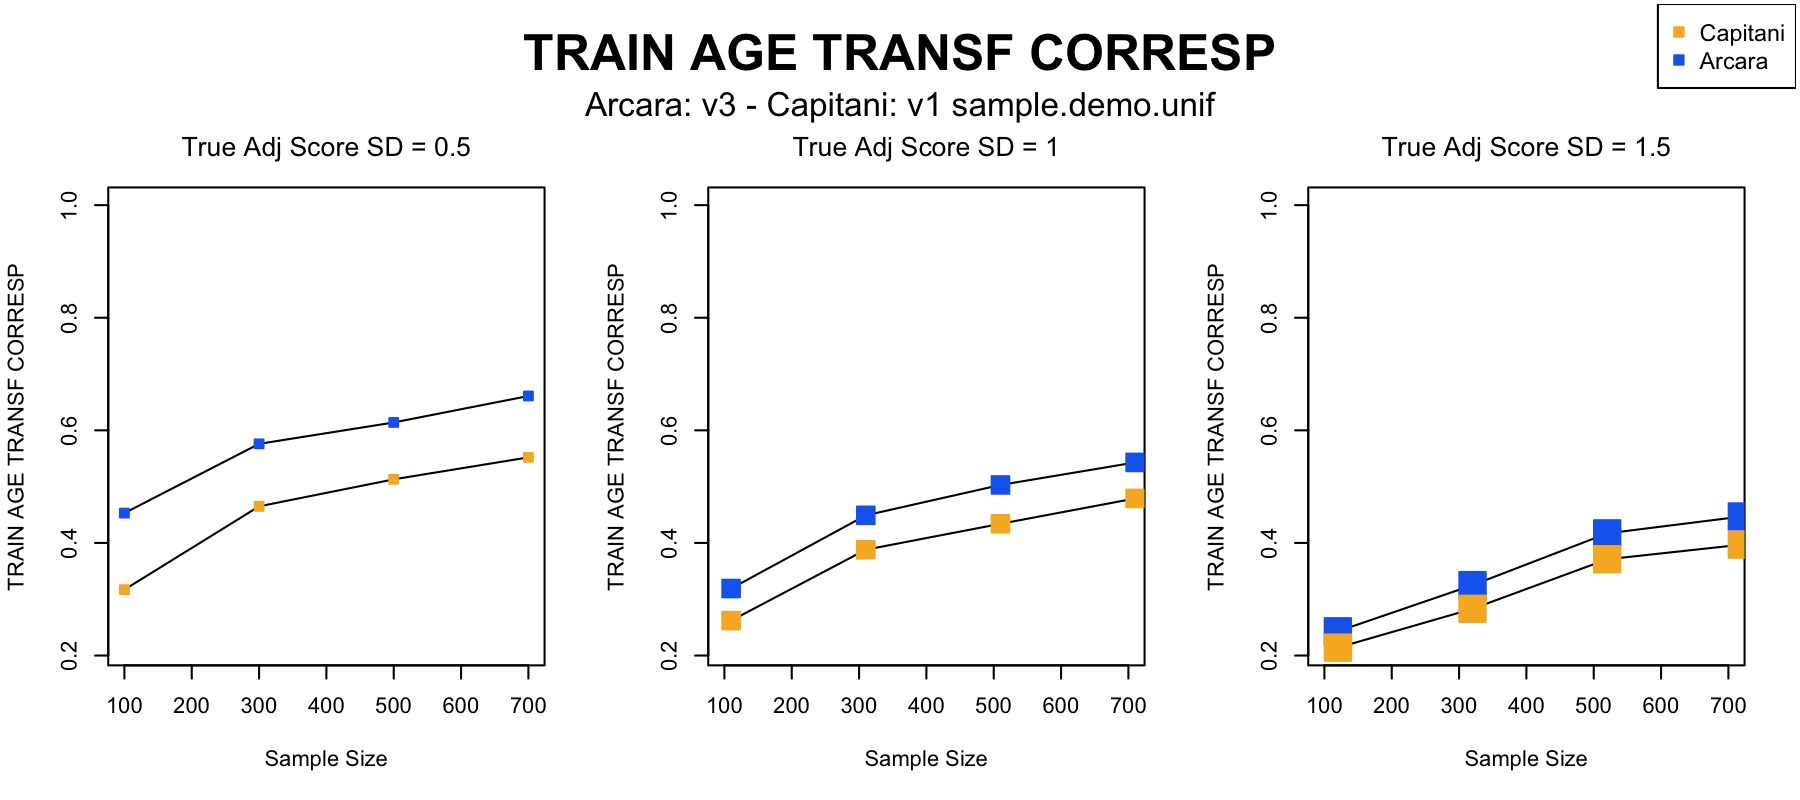 TRAIN AGE TRANSF CORRESP
Arcara: v3 - Capitani: v1 sample.demo.unif
Capitani
Arcara
True Adj Score SD = 0.5
TRAIN AGE TRANSF CORRESP
1.0
0.8
0.6
0.4
0.2
100 200 300 400 500 600 700
Sample Size
True Adj Score SD = 1
TRAIN AGE TRANSF CORRESP
1.0
0.8
0.6
0.4
0.2
100 200 300 400 500 600 700
Sample Size
True Adj Score SD = 1.5
TRAIN AGE TRANSF CORRESP
1.0
0.8
0.6
0.4
0.2
100 200 300 400 500 600 700
Sample Size